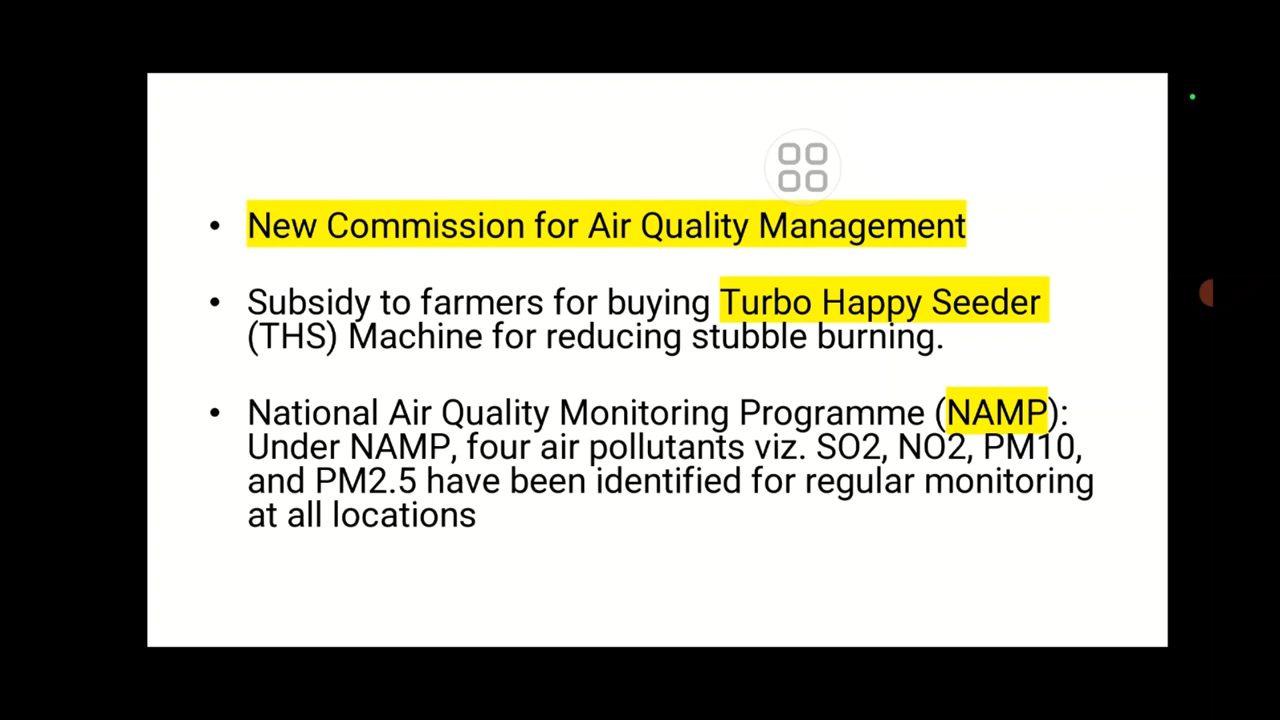 • New Commission for Air Quality Management
• Subsidy to farmers for buying Turbo Happy Seeder
(THS) Machine for reducing stubble burning.
• National Air Quality Monitoring Programme (NAMP):
Under NAMP, four air pollutants viz. SO2, NO2, PM10,
and PM2.5 have been identified for regular monitoring
at all locations